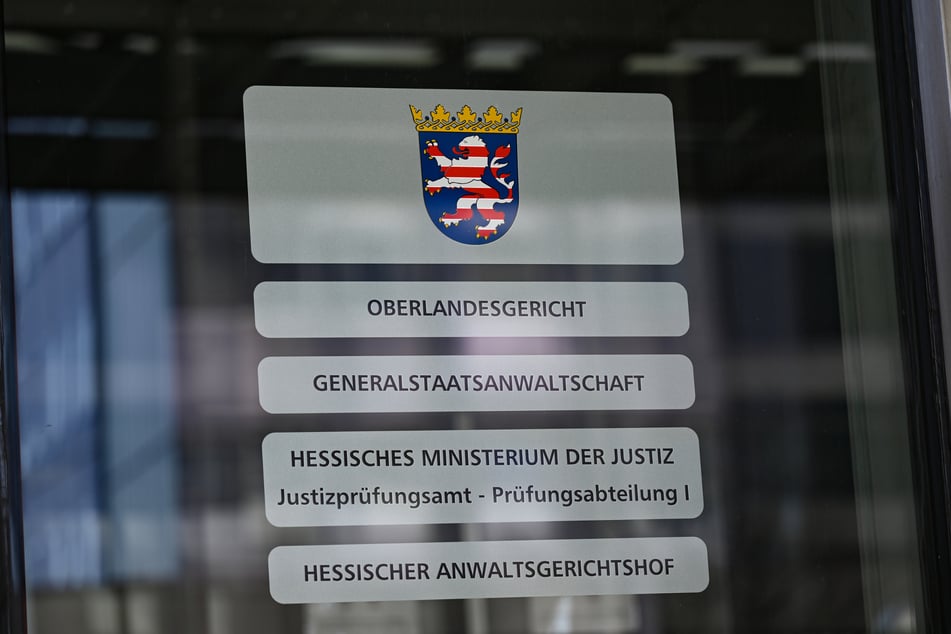 OBERLANDESGERICHT
GENERALSTAATSANWALTSCHAFT
HESSISCHES MINISTERIUM DER JUSTIZ
Justizprüfungsamt - Prüfungsabteilung I
HESSISCHER ANWALTSGERICHTSHOF